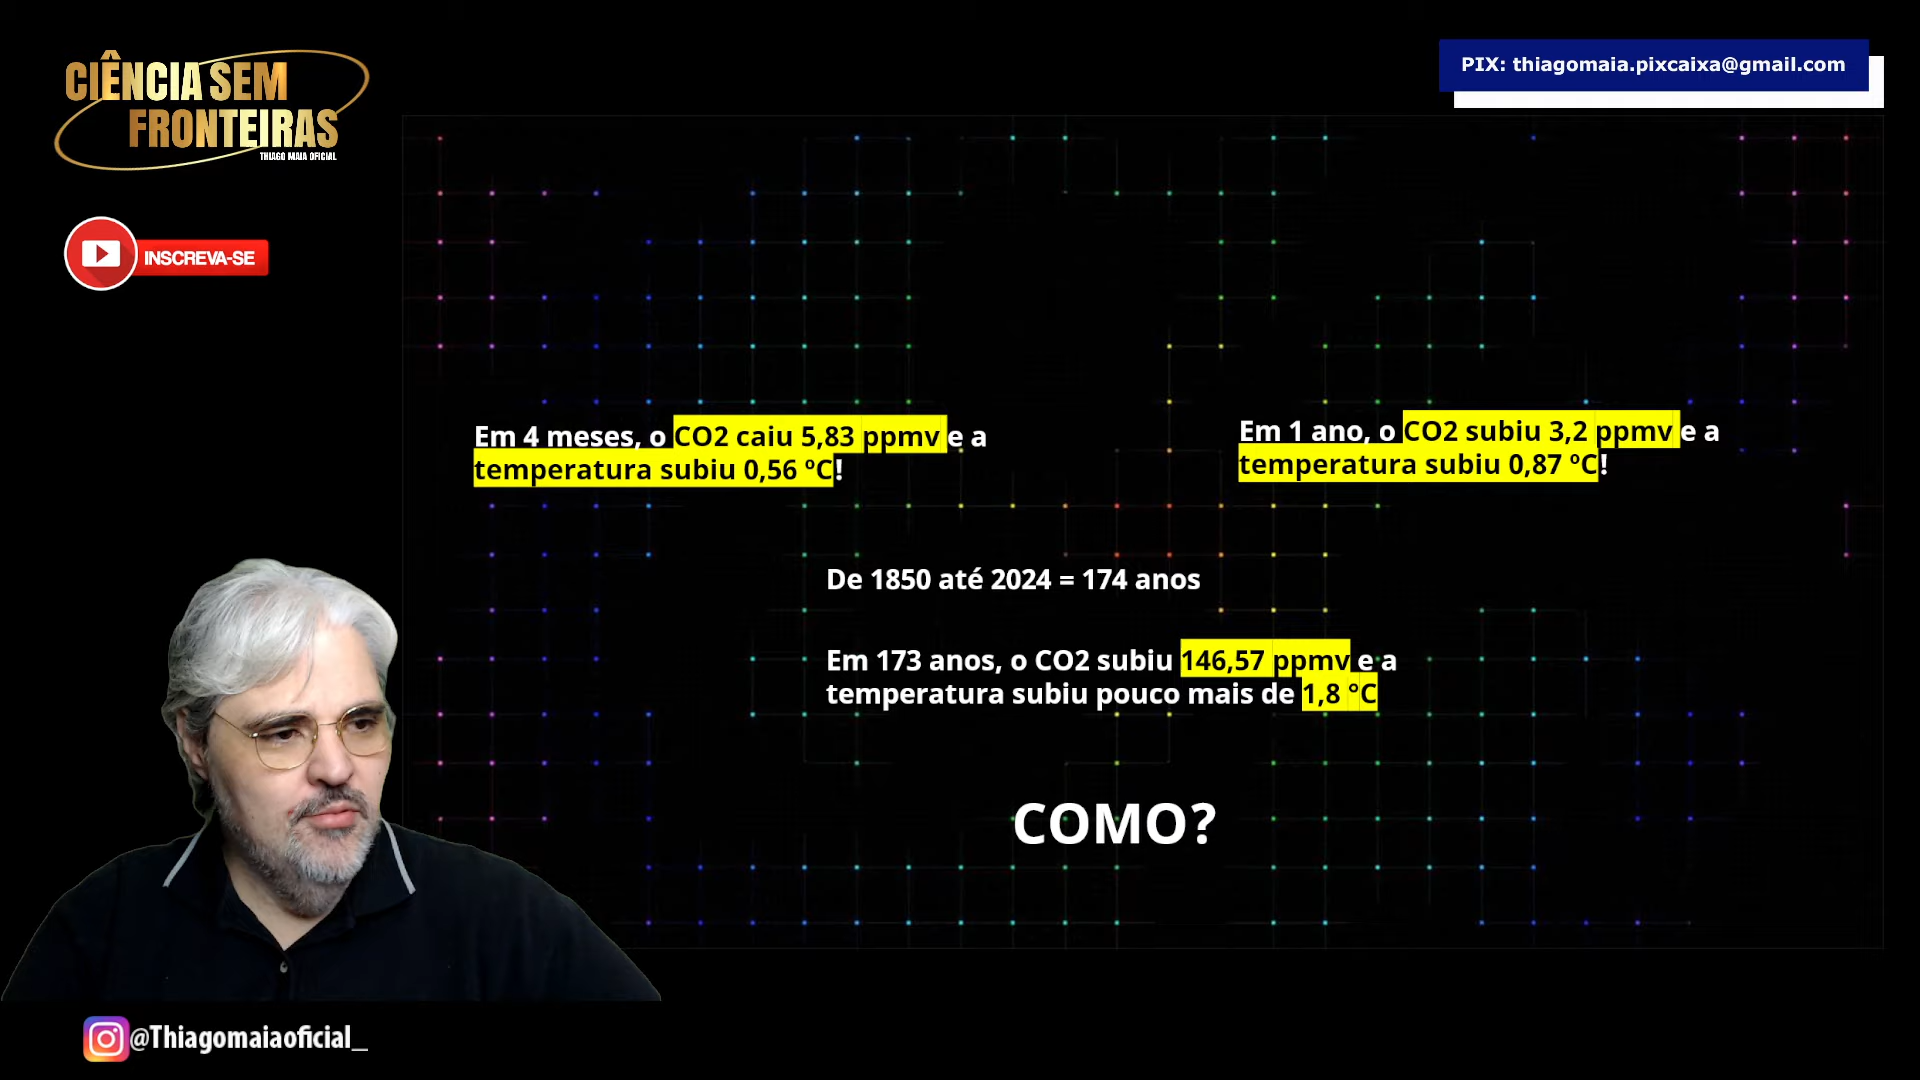 CIÊNCIA SEM
FRONTEIRAS
THIAGO MAIA OFICIAL
PIX: thiagomaia.pixcaixa@gmail.com
INSCREVA-SE
Em 4 meses, o CO2 caiu 5,83 ppmv e a
temperatura subiu 0,56 ºC!
Em 1 ano, o CO2 subiu 3,2 ppmv e a
temperatura subiu 0,87 ºC!
De 1850 até 2024 = 174 anos
Em 173 anos, o CO2 subiu 146,57 ppmv e a
temperatura subiu pouco mais de 1,8 °C
COMO?
@Thiagomaiaoficial_